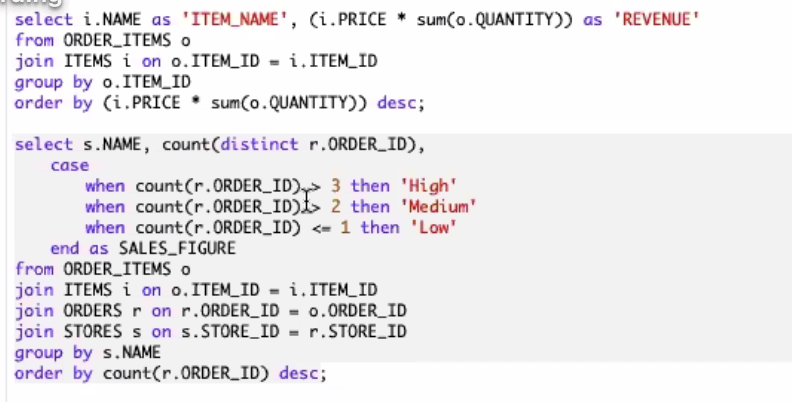 select i.NAME as 'ITEM_NAME', (i.PRICE * sum(o.QUANTITY)) as 'REVENUE'
from ORDER_ITEMS o
join ITEMS i on o.ITEM_ID = i.ITEM_ID
group by o.ITEM_ID
order by (i.PRICE * sum(o.QUANTITY)) desc;

select s.NAME, count(distinct r.ORDER_ID),
    case
        when count(r.ORDER_ID) > 3 then 'High'
        when count(r.ORDER_ID) > 2 then 'Medium'
        when count(r.ORDER_ID) <= 1 then 'Low'
    end as SALES_FIGURE
from ORDER_ITEMS o
join ITEMS i on o.ITEM_ID = i.ITEM_ID
join ORDERS r on r.ORDER_ID = o.ORDER_ID
join STORES s on s.STORE_ID = r.STORE_ID
group by s.NAME
order by count(r.ORDER_ID) desc;